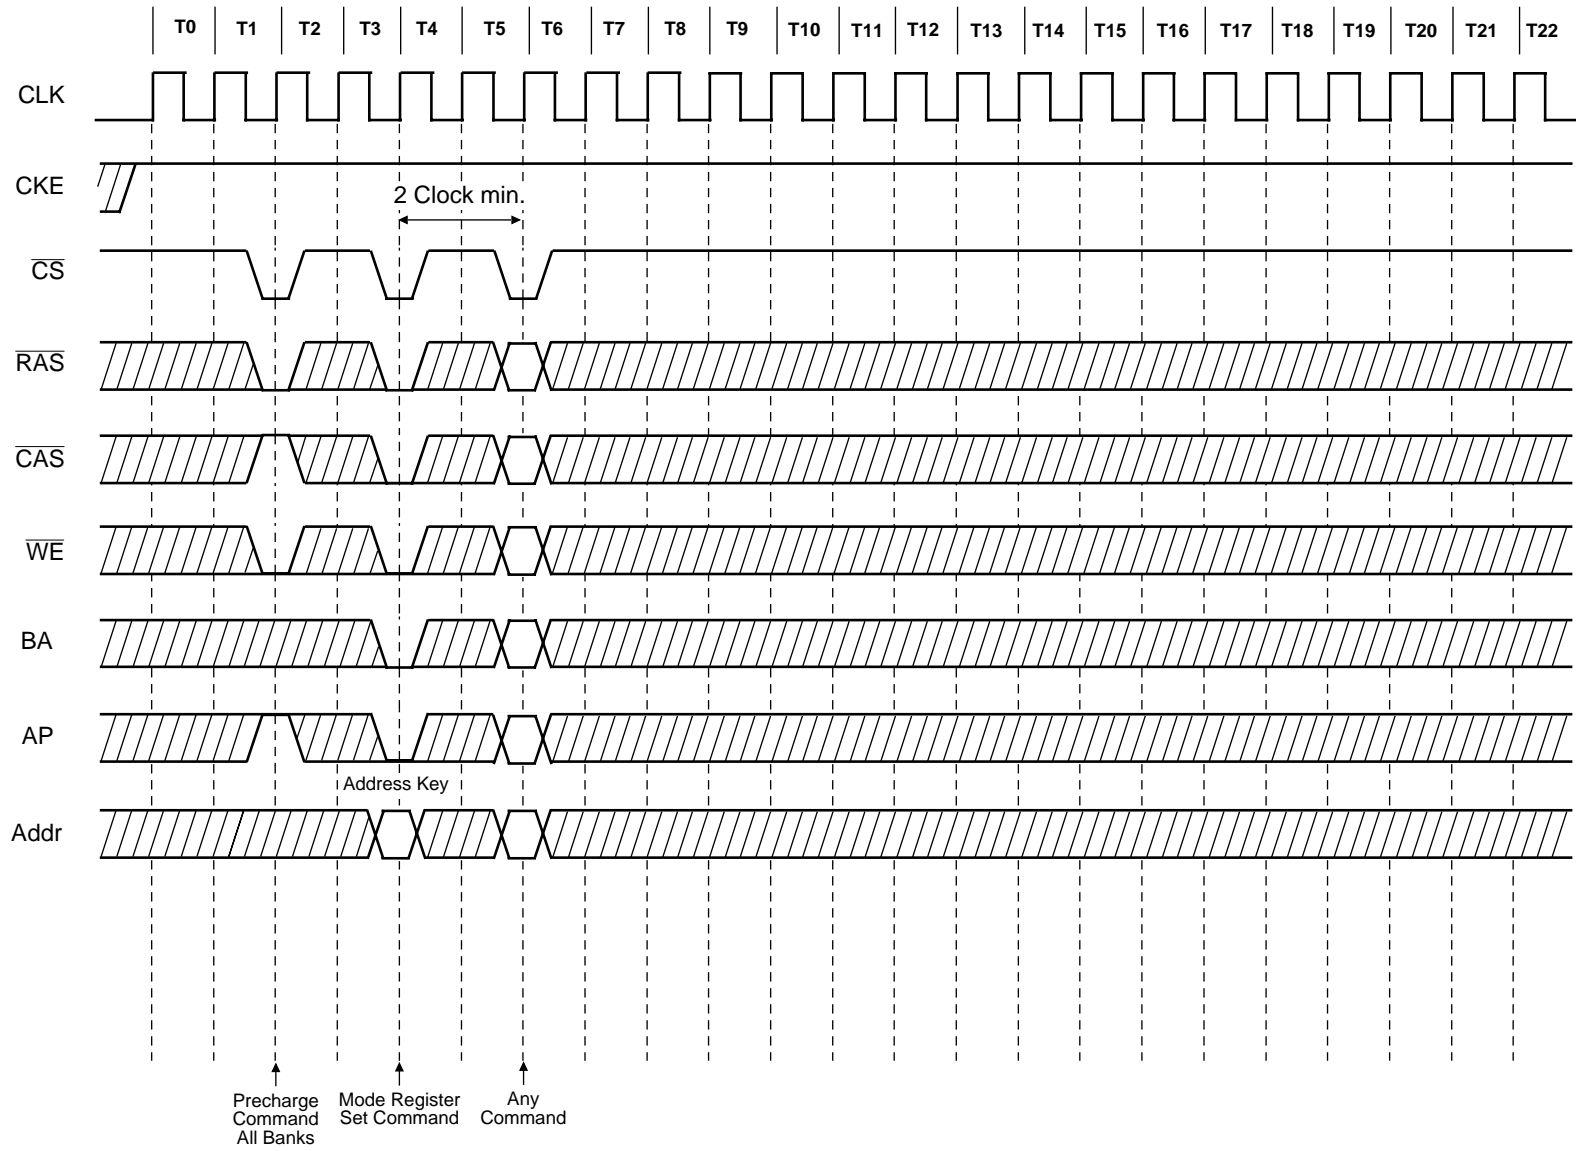 T0 T1 T2 T3 T4 T5 T6 T7 T8 T9 T10 T11 T12 T13 T14 T15 T16 T17 T18 T19 T20 T21 T22
CLK
CKE
2 Clock min.
CS
RAS
CAS
WE
BA
AP
Address Key
Addr
Precharge
Command
All Banks
Mode Register
Set Command
Any
Command